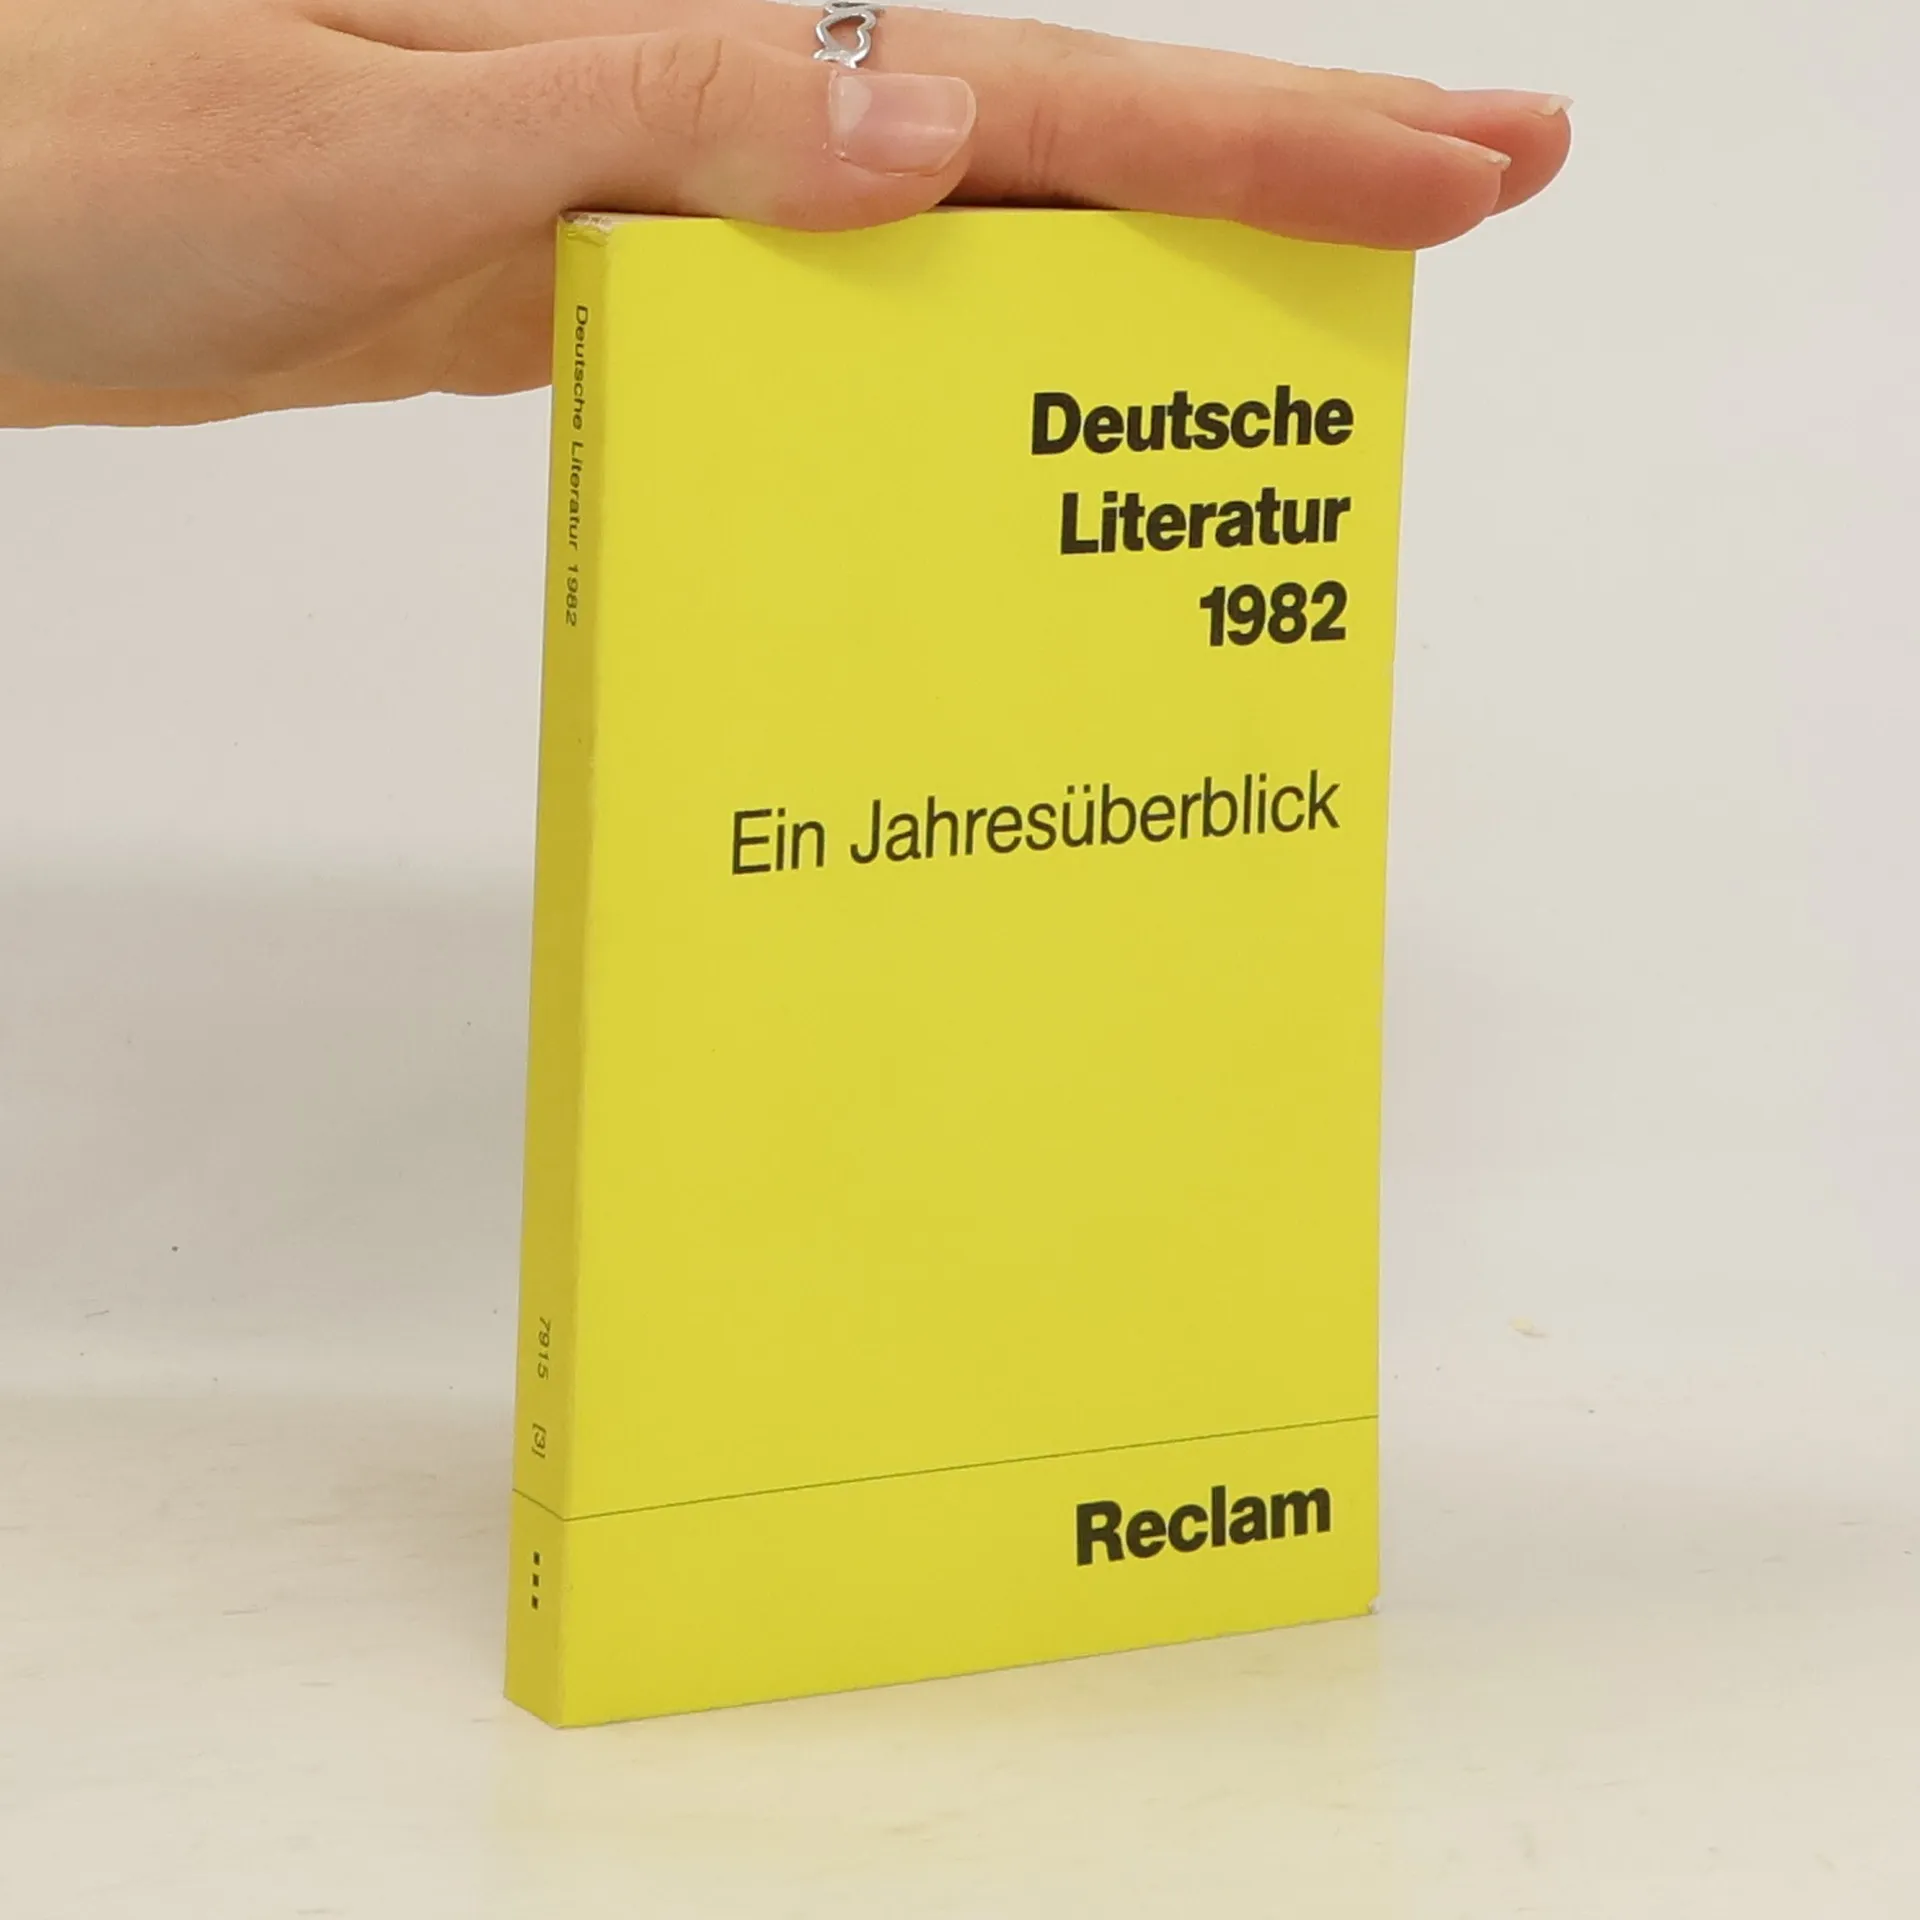 Deutsche
Literatur
1982
Ein Jahresüberblick
Reclam
Deutsche Literatur 1982
7915 [3]